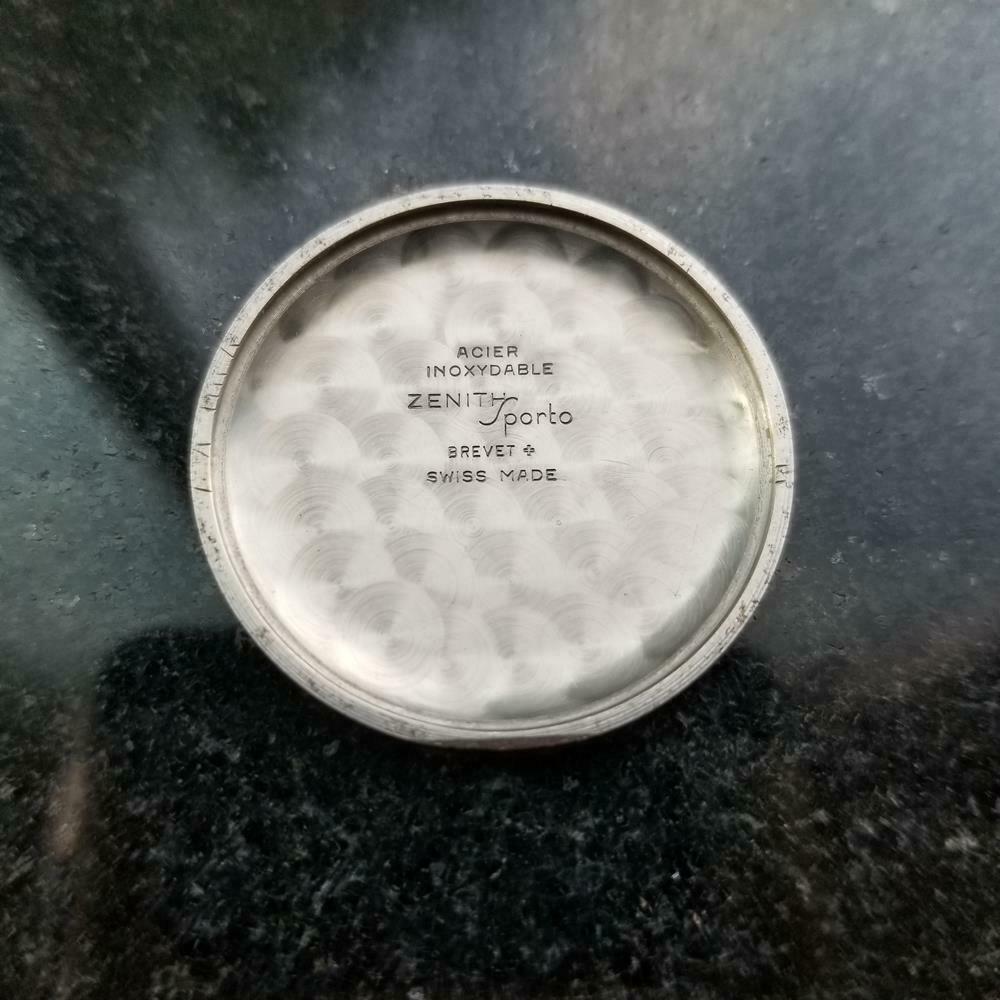 ACIER
INOXYDABLE
ZENITH Sporto
BREVET ✚
SWISS MADE